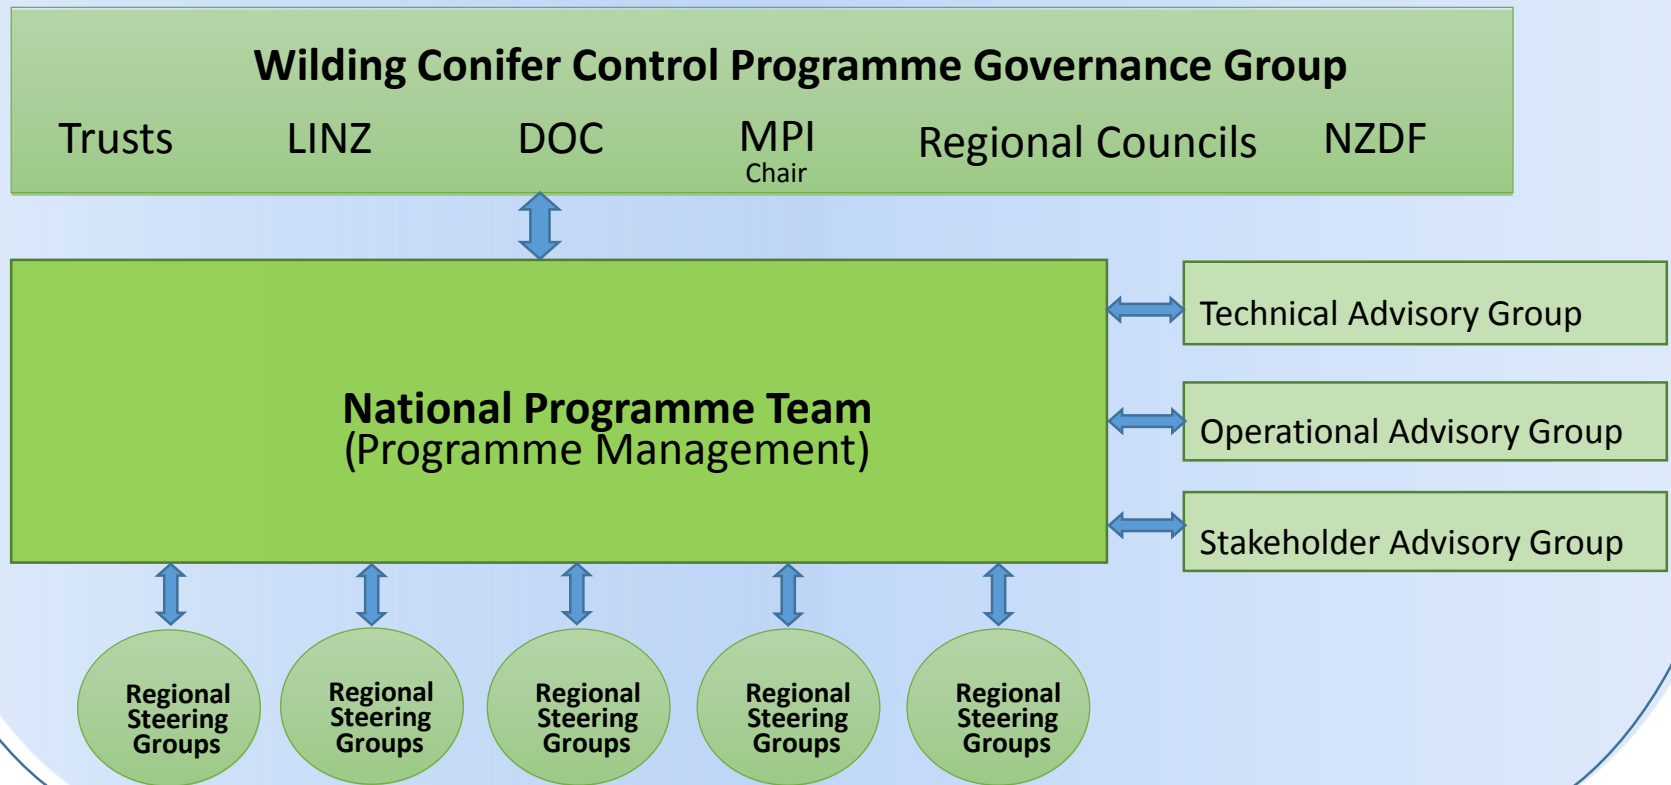 Wilding Conifer Control Programme Governance Group
Trusts LINZ DOC MPI Regional Councils NZDF
Chair
National Programme Team
(Programme Management)
Technical Advisory Group
Operational Advisory Group
Stakeholder Advisory Group
Regional
Steering
Groups
Regional
Steering
Groups
Regional
Steering
Groups
Regional
Steering
Groups
Regional
Steering
Groups